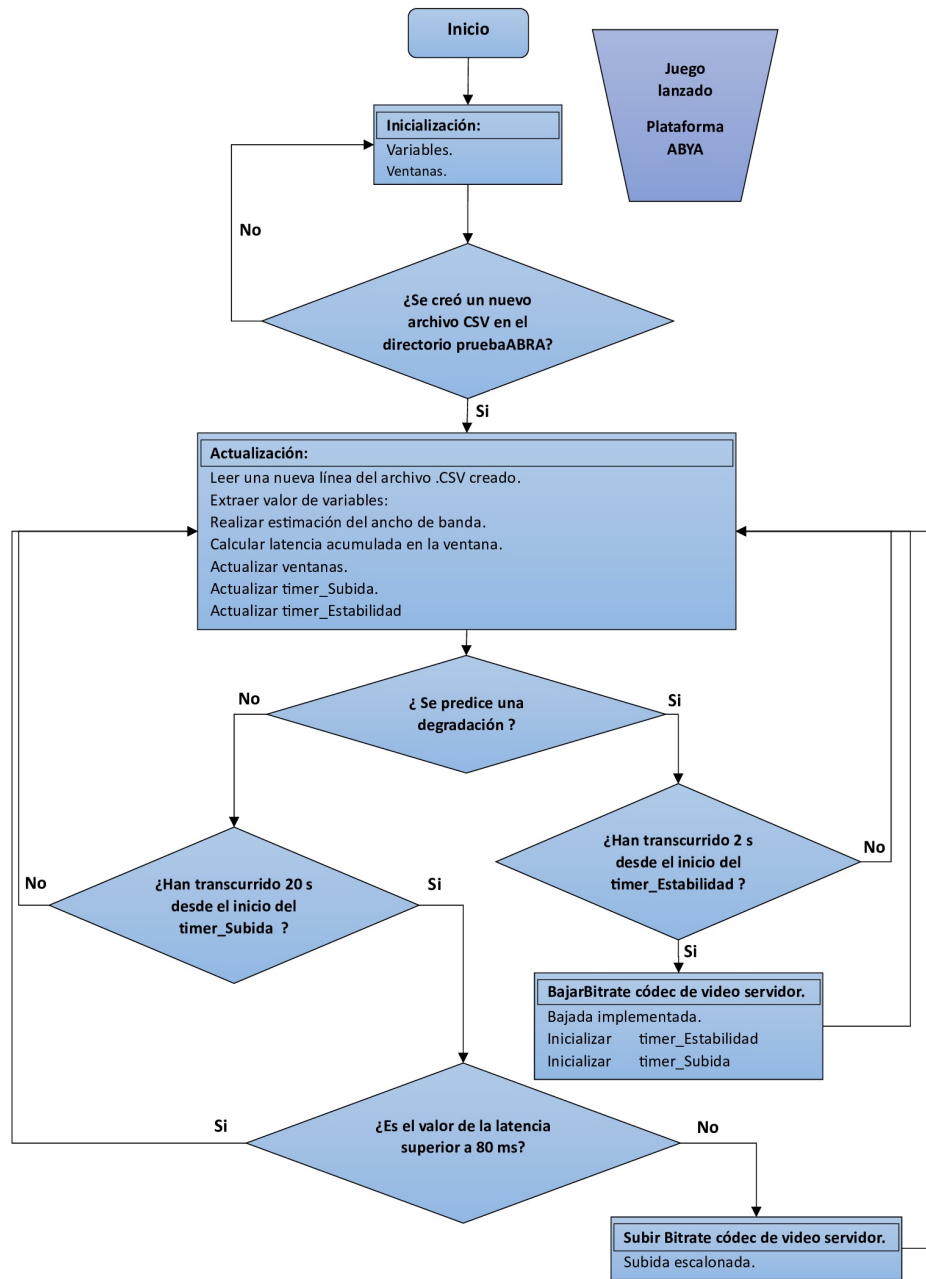 Inicio
Juego
lanzado
Plataforma
ABYA
Inicialización:
Variables.
Ventanas.
No
¿Se creó un nuevo
archivo CSV en el
directorio pruebaABRA?
Si
Actualización:
Leer una nueva línea del archivo .CSV creado.
Extraer valor de variables:
Realizar estimación del ancho de banda.
Calcular latencia acumulada en la ventana.
Actualizar ventanas.
Actualizar timer_Subida.
Actualizar timer_Estabilidad
No
¿ Se predice una
degradación ?
Si
¿Han transcurrido 2 s
desde el inicio del
timer_Estabilidad ?
No
¿Han transcurrido 20 s
desde el inicio del
timer_Subida ?
No
Si
Si
BajarBitrate códec de video servidor.
Bajada implementada.
Inicializar timer_Estabilidad
Inicializar timer_Subida
Si
¿Es el valor de la latencia
superior a 80 ms?
No
Subir Bitrate códec de video servidor.
Subida escalonada.